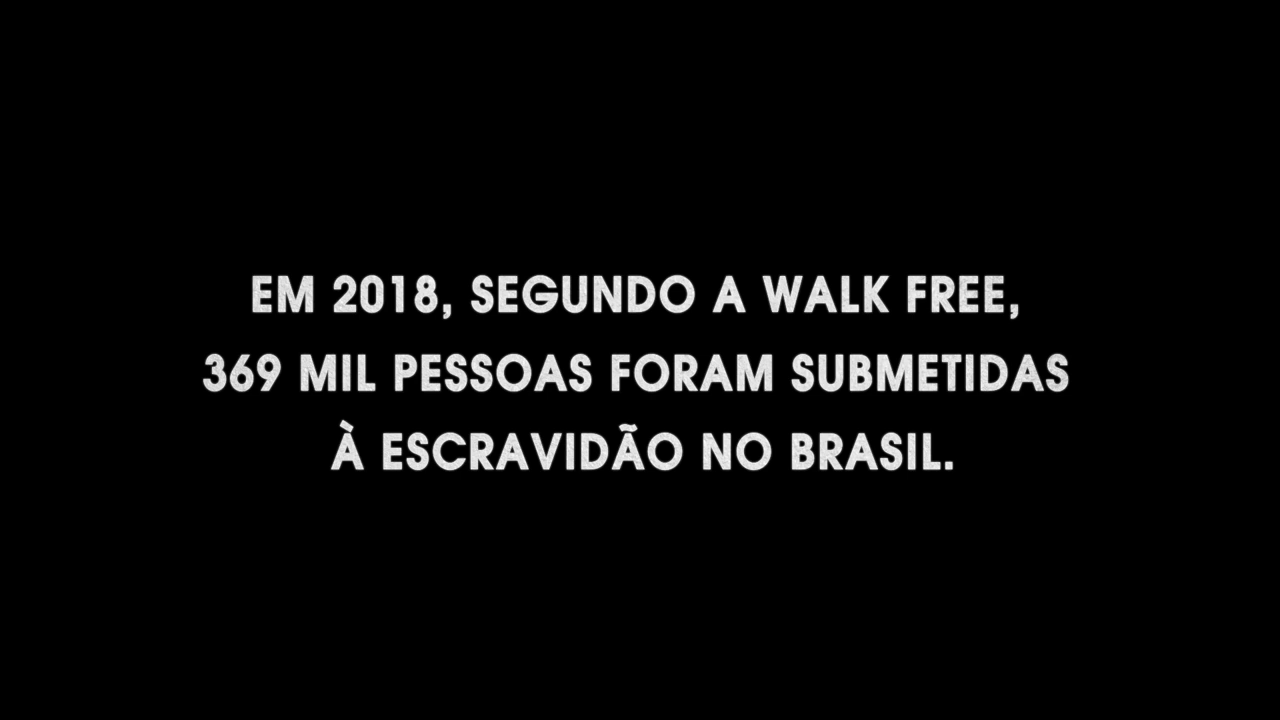 EM 2018, SEGUNDO A WALK FREE,
369 MIL PESSOAS FORAM SUBMETIDAS
À ESCRAVIDÃO NO BRASIL.